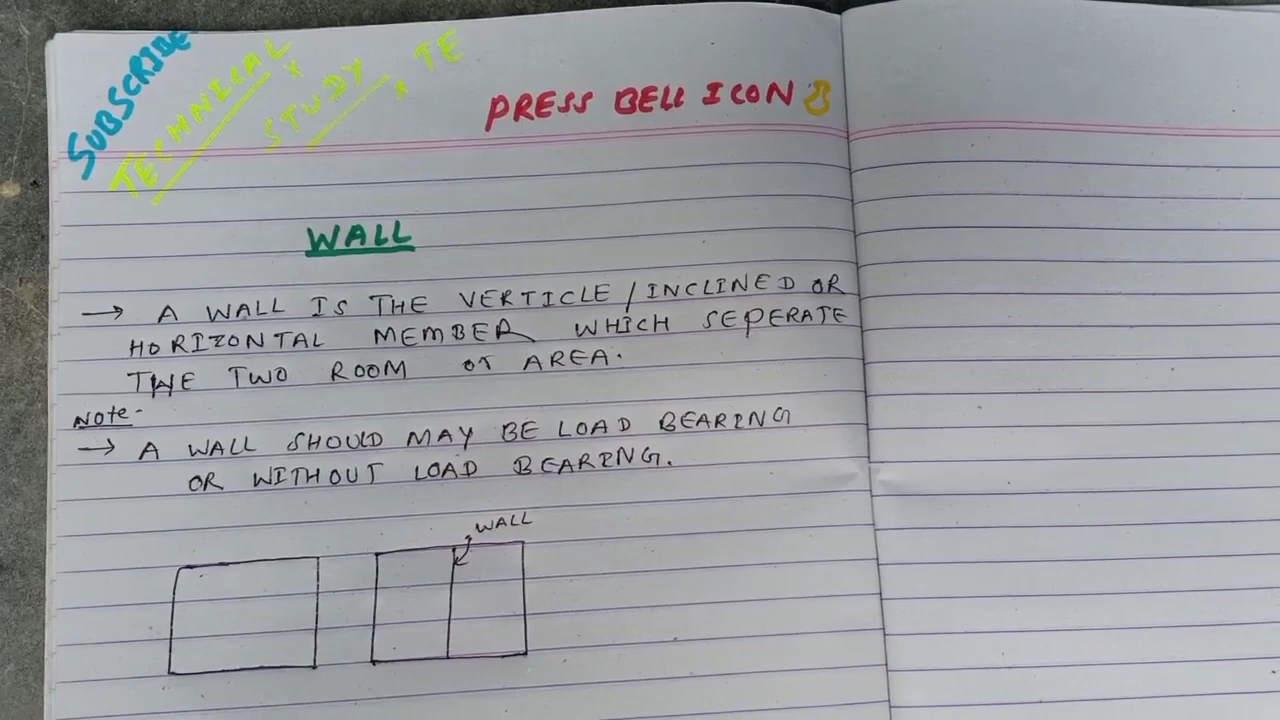 SUBSCRIBE
TECHNICAL x
STUDY x TE
PRESS BELL ICON
WALL
→ A WALL IS THE VERTICLE / INCLINED OR
HORIZONTAL MEMBER WHICH SEPERATE
THE TWO ROOM or AREA.
Note-
→ A WALL SHOULD MAY BE LOAD BEARING
OR WITHOUT LOAD BEARING.
WALL